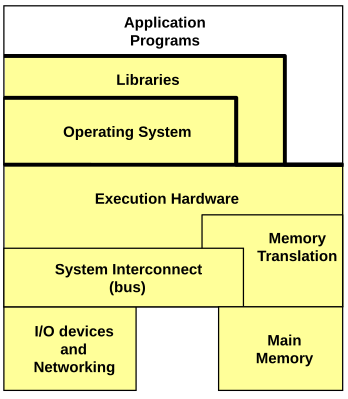 Application
Programs
Libraries
Operating System
Execution Hardware
Memory
Translation
System Interconnect
(bus)
I/O devices
and
Networking
Main
Memory